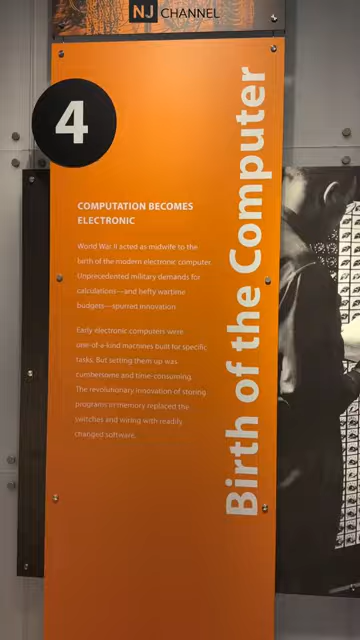 NJ CHANNEL
4
Birth of the Computer
COMPUTATION BECOMES
ELECTRONIC
World War II acted as midwife to the
birth of the modern electronic computer.
Unprecedented military demands for
calculations—and hefty wartime
budgets—spurred innovation.
Early electronic computers were
one-of-a-kind machines built for specific
tasks. But setting them up was
cumbersome and time-consuming.
The revolutionary innovation of storing
programs in memory replaced the
switches and wiring with readily
changed software.